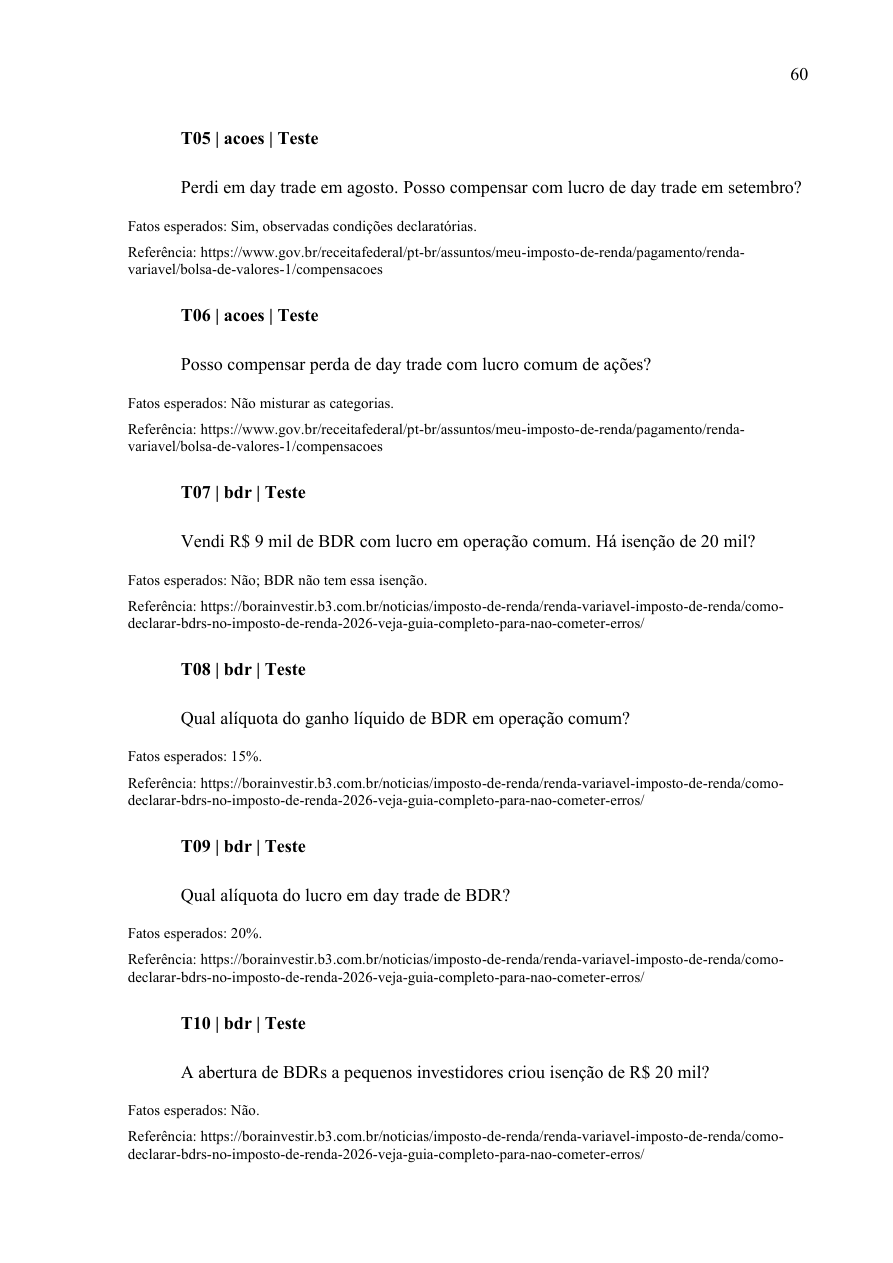 60
T05 | acoes | Teste
Perdi em day trade em agosto. Posso compensar com lucro de day trade em setembro?
Fatos esperados: Sim, observadas condições declaratórias.
Referência: https://www.gov.br/receitafederal/pt-br/assuntos/meu-imposto-de-renda/pagamento/renda-
variavel/bolsa-de-valores-1/compensacoes
T06 | acoes | Teste
Posso compensar perda de day trade com lucro comum de ações?
Fatos esperados: Não misturar as categorias.
Referência: https://www.gov.br/receitafederal/pt-br/assuntos/meu-imposto-de-renda/pagamento/renda-
variavel/bolsa-de-valores-1/compensacoes
T07 | bdr | Teste
Vendi R$ 9 mil de BDR com lucro em operação comum. Há isenção de 20 mil?
Fatos esperados: Não; BDR não tem essa isenção.
Referência: https://borainvestir.b3.com.br/noticias/imposto-de-renda/renda-variavel-imposto-de-renda/como-
declarar-bdrs-no-imposto-de-renda-2026-veja-guia-completo-para-nao-cometer-erros/
T08 | bdr | Teste
Qual alíquota do ganho líquido de BDR em operação comum?
Fatos esperados: 15%.
Referência: https://borainvestir.b3.com.br/noticias/imposto-de-renda/renda-variavel-imposto-de-renda/como-
declarar-bdrs-no-imposto-de-renda-2026-veja-guia-completo-para-nao-cometer-erros/
T09 | bdr | Teste
Qual alíquota do lucro em day trade de BDR?
Fatos esperados: 20%.
Referência: https://borainvestir.b3.com.br/noticias/imposto-de-renda/renda-variavel-imposto-de-renda/como-
declarar-bdrs-no-imposto-de-renda-2026-veja-guia-completo-para-nao-cometer-erros/
T10 | bdr | Teste
A abertura de BDRs a pequenos investidores criou isenção de R$ 20 mil?
Fatos esperados: Não.
Referência: https://borainvestir.b3.com.br/noticias/imposto-de-renda/renda-variavel-imposto-de-renda/como-
declarar-bdrs-no-imposto-de-renda-2026-veja-guia-completo-para-nao-cometer-erros/